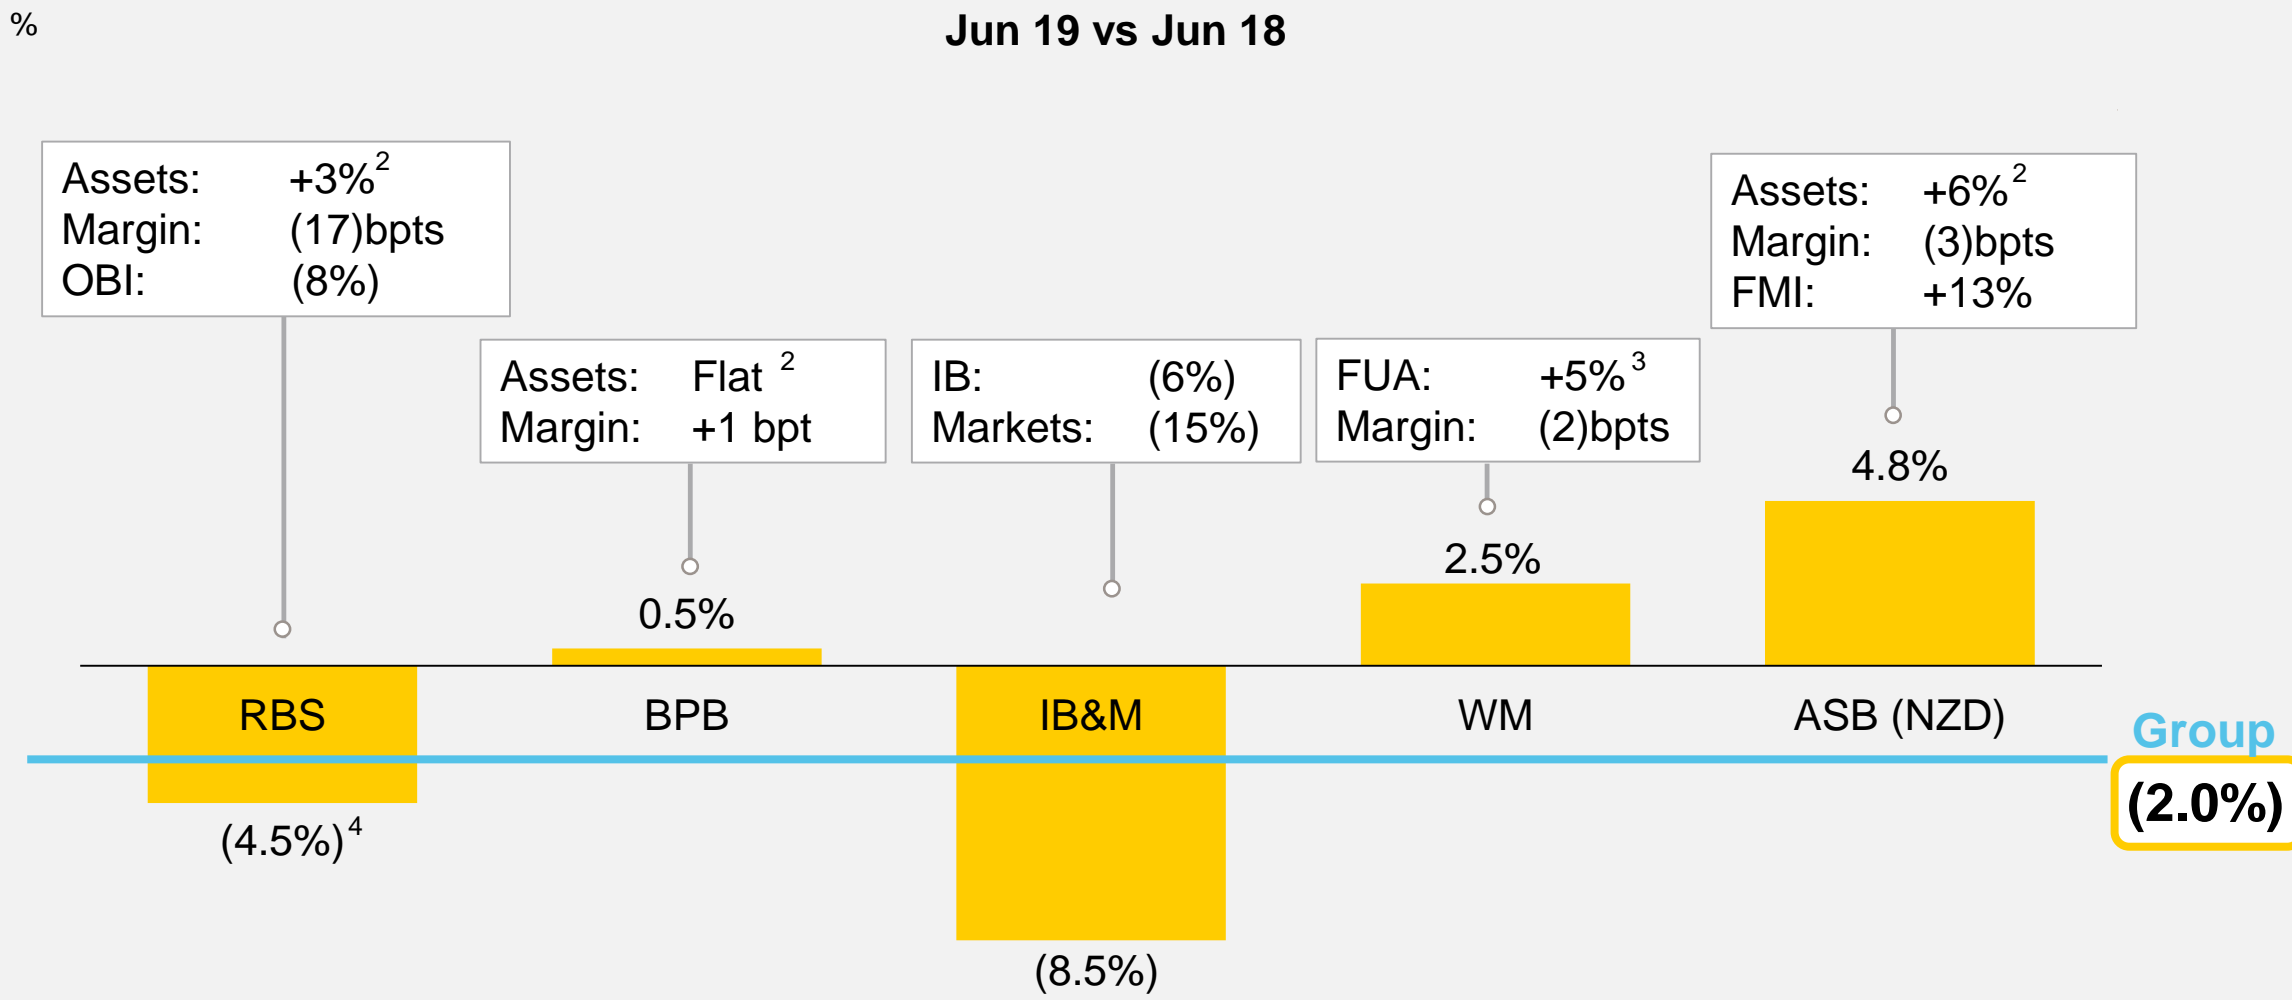 %
Jun 19 vs Jun 18
Assets: +3%²
Margin: (17)bpts
OBI: (8%)
Assets: Flat ²
Margin: +1 bpt
IB: (6%)
Markets: (15%)
FUA: +5%³
Margin: (2)bpts
Assets: +6%²
Margin: (3)bpts
FMI: +13%
4.8%
2.5%
0.5%
RBS
BPB
IB&M
WM
ASB (NZD)
Group
(2.0%)
(4.5%)⁴
(8.5%)